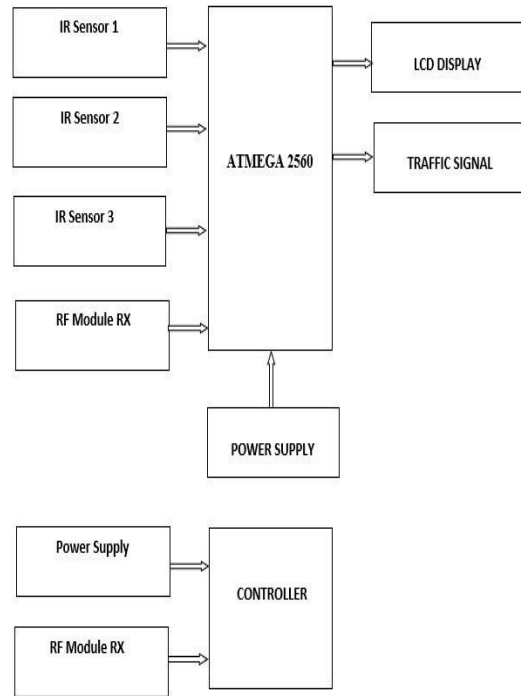 IR Sensor 1
IR Sensor 2
IR Sensor 3
RF Module RX
ATMEGA 2560
LCD DISPLAY
TRAFFIC SIGNAL
POWER SUPPLY
Power Supply
RF Module RX
CONTROLLER